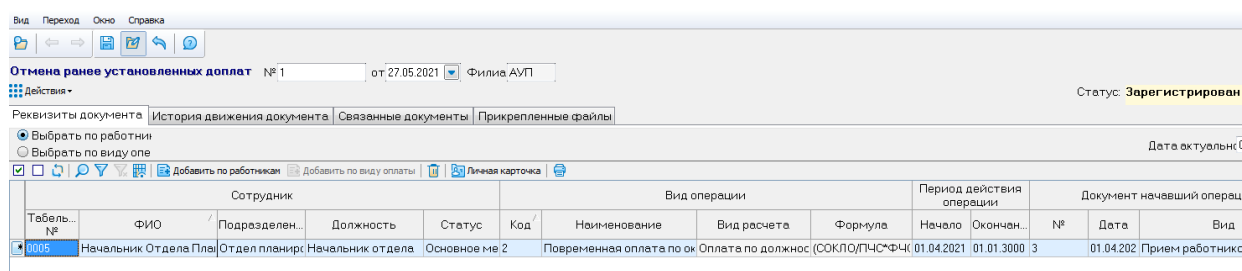 Вид Переход Окно Справка
Отмена ранее установленных доплат № 1 от 27.05.2021 Филиа АУП
Действия
Статус: Зарегистрирован
Реквизиты документа История движения документа Связанные документы Прикрепленные файлы
Выбрать по работни
Выбрать по виду опе
Дата актуально
Добавить по работникам Добавить по виду оплаты Личная карточка
Сотрудник Вид операции Период действия операции Документ начавший операц
Табель... № ФИО Подразделен... Должность Статус Код Наименование Вид расчета Формула Начало Окончан... № Дата Вид
0005 Начальник Отдела Пла Отдел планиро Начальник отдела Основное ме 2 Повременная оплата по ок Оплата по должнос (СОКЛО/ПЧС*ФЧ( 01.04.2021 01.01.3000 3 01.04.202 Прием работнико